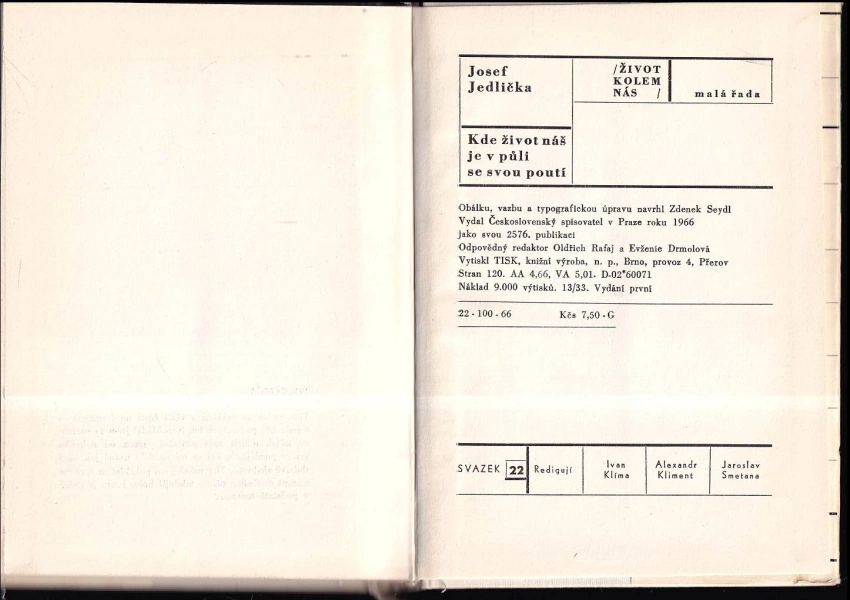 Josef
Jedlička
/ŽIVOT
KOLEM
NÁS /
malá řada
Kde život náš
je v půli
se svou poutí
Obálku, vazbu a typografickou úpravu navrhl Zdenek Seydl
Vydal Československý spisovatel v Praze roku 1966
jako svou 2576. publikaci
Odpovědný redaktor Oldřich Rafaj a Evženie Drmolová
Vytiskl TISK, knižní výroba, n. p., Brno, provoz 4, Přerov
Stran 120. AA 4,66, VA 5,01. D-02*60071
Náklad 9.000 výtisků. 13/33. Vydání první
22 - 100 - 66 Kčs 7,50 - G
SVAZEK 22 Redigují
Ivan
Klíma
Alexandr
Kliment
Jaroslav
Smetana